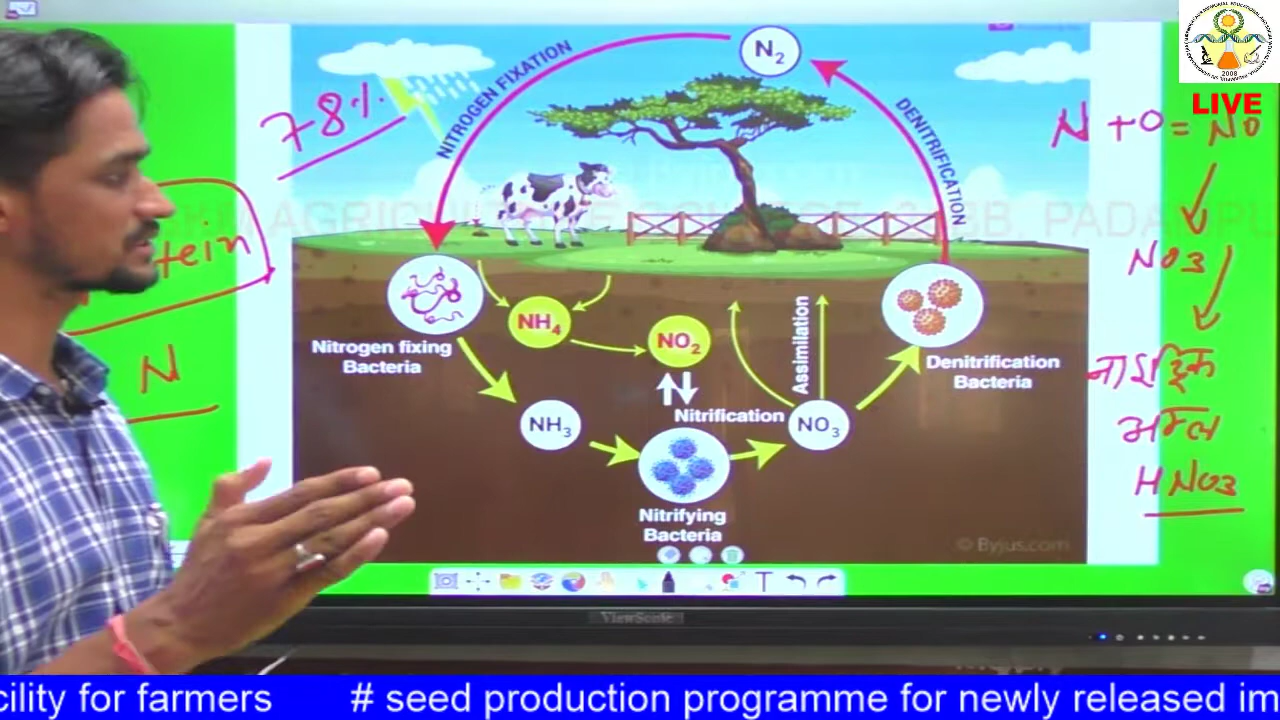 LIVE
N₂
NITROGEN FIXATION
DENITRIFICATION
78%
N + O = NO
NO3
नाइट्रिक
अम्ल
HNO3
tein
N
NH₄
NO₂
Nitrogen fixing
Bacteria
Assimilation
Denitrification
Bacteria
NH₃
Nitrification
NO₃
Nitrifying
Bacteria
© Byjus.com
ViewSonic
2008
cility for farmers # seed production programme for newly released im